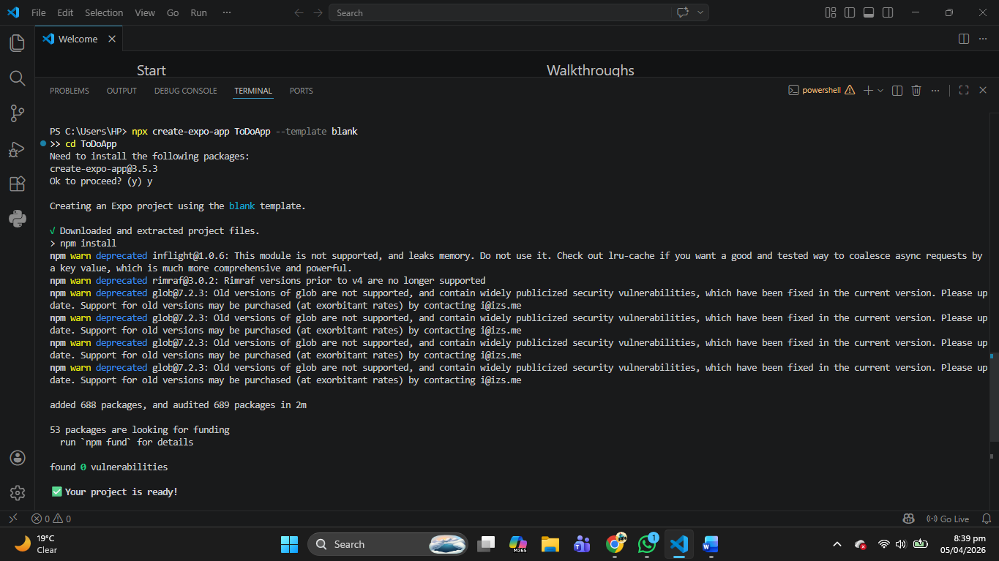 File Edit Selection View Go Run ···
Search
Welcome
Start
Walkthroughs
PROBLEMS OUTPUT DEBUG CONSOLE TERMINAL PORTS
powershell
PS C:\Users\HP> npx create-expo-app ToDoApp --template blank
>> cd ToDoApp
Need to install the following packages:
create-expo-app@3.5.3
Ok to proceed? (y) y
Creating an Expo project using the blank template.
√ Downloaded and extracted project files.
> npm install
npm warn deprecated inflight@1.0.6: This module is not supported, and leaks memory. Do not use it. Check out lru-cache if you want a good and tested way to coalesce async requests by
a key value, which is much more comprehensive and powerful.
npm warn deprecated rimraf@3.0.2: Rimraf versions prior to v4 are no longer supported
npm warn deprecated glob@7.2.3: Old versions of glob are not supported, and contain widely publicized security vulnerabilities, which have been fixed in the current version. Please up
date. Support for old versions may be purchased (at exorbitant rates) by contacting i@izs.me
npm warn deprecated glob@7.2.3: Old versions of glob are not supported, and contain widely publicized security vulnerabilities, which have been fixed in the current version. Please up
date. Support for old versions may be purchased (at exorbitant rates) by contacting i@izs.me
npm warn deprecated glob@7.2.3: Old versions of glob are not supported, and contain widely publicized security vulnerabilities, which have been fixed in the current version. Please up
date. Support for old versions may be purchased (at exorbitant rates) by contacting i@izs.me
npm warn deprecated glob@7.2.3: Old versions of glob are not supported, and contain widely publicized security vulnerabilities, which have been fixed in the current version. Please up
date. Support for old versions may be purchased (at exorbitant rates) by contacting i@izs.me
added 688 packages, and audited 689 packages in 2m
53 packages are looking for funding
run `npm fund` for details
found 0 vulnerabilities
✅ Your project is ready!
0 0
Go Live
19°C
Clear
Search
M365
1
8:39 pm
05/04/2026